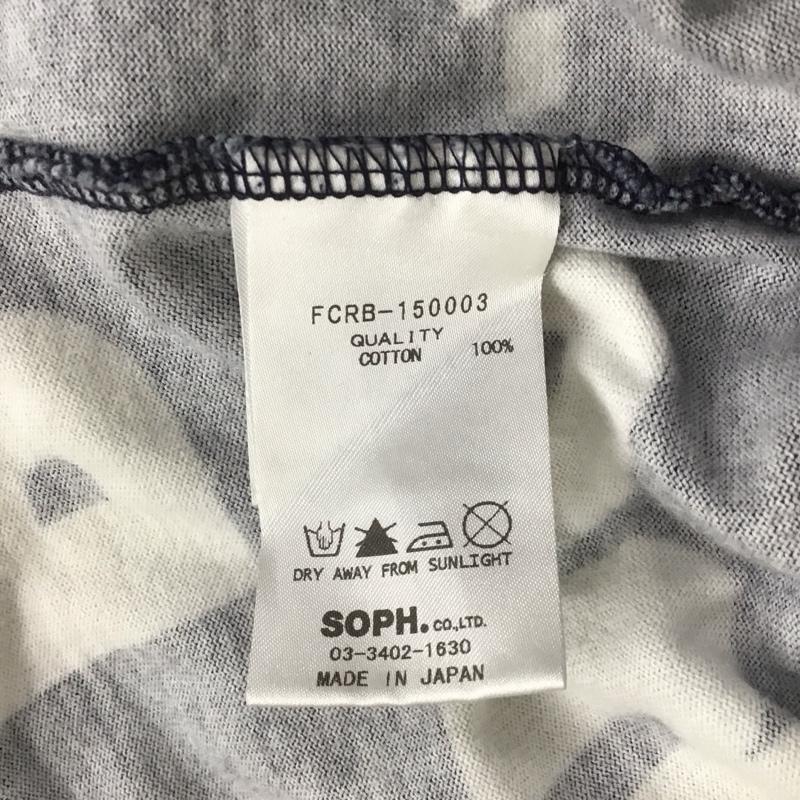 FCRB-150003
QUALITY
COTTON 100%
DRY AWAY FROM SUNLIGHT
SOPH. CO.,LTD.
03-3402-1630
MADE IN JAPAN